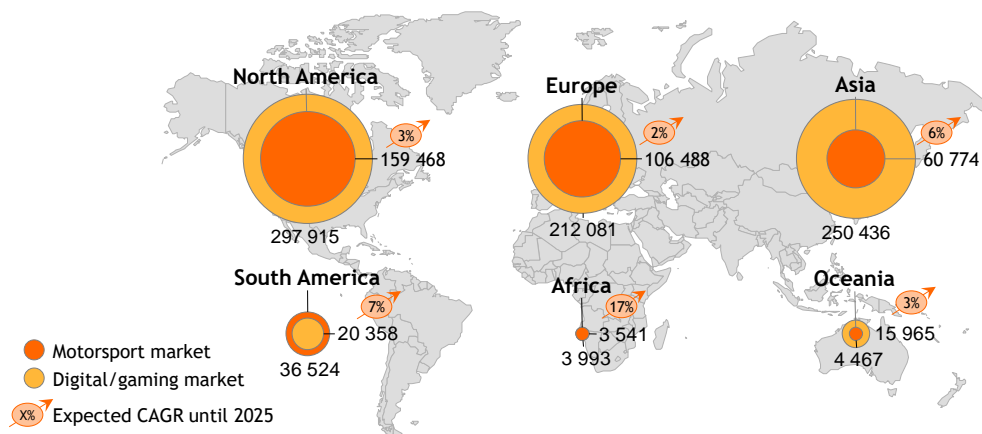 North America
3%
159 468
297 915
Europe
2%
106 488
212 081
Asia
6%
60 774
250 436
South America
7%
20 358
36 524
Africa
17%
3 541
3 993
Oceania
3%
15 965
4 467
Motorsport market
Digital/gaming market
X% Expected CAGR until 2025